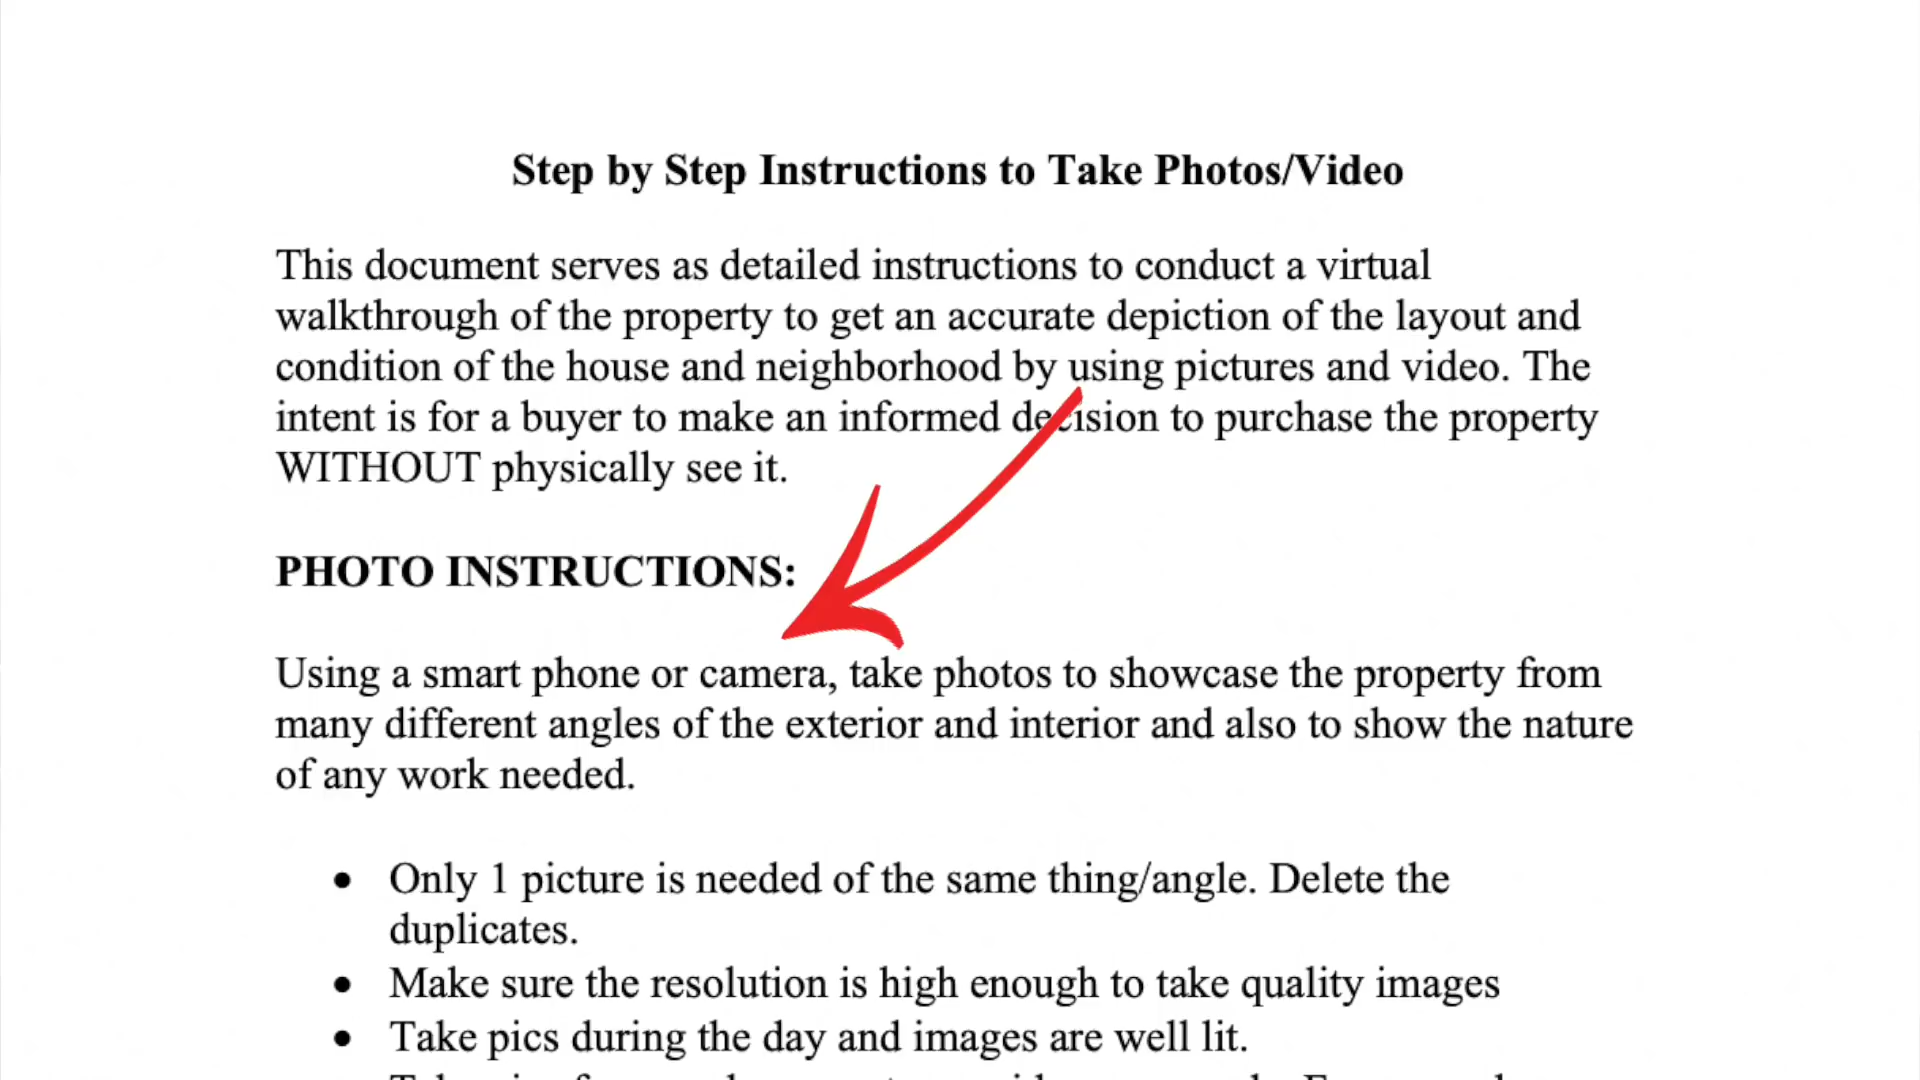 Step by Step Instructions to Take Photos/Video
This document serves as detailed instructions to conduct a virtual
walkthrough of the property to get an accurate depiction of the layout and
condition of the house and neighborhood by using pictures and video. The
intent is for a buyer to make an informed decision to purchase the property
WITHOUT physically see it.
PHOTO INSTRUCTIONS:
Using a smart phone or camera, take photos to showcase the property from
many different angles of the exterior and interior and also to show the nature
of any work needed.
• Only 1 picture is needed of the same thing/angle. Delete the
duplicates.
• Make sure the resolution is high enough to take quality images
• Take pics during the day and images are well lit.